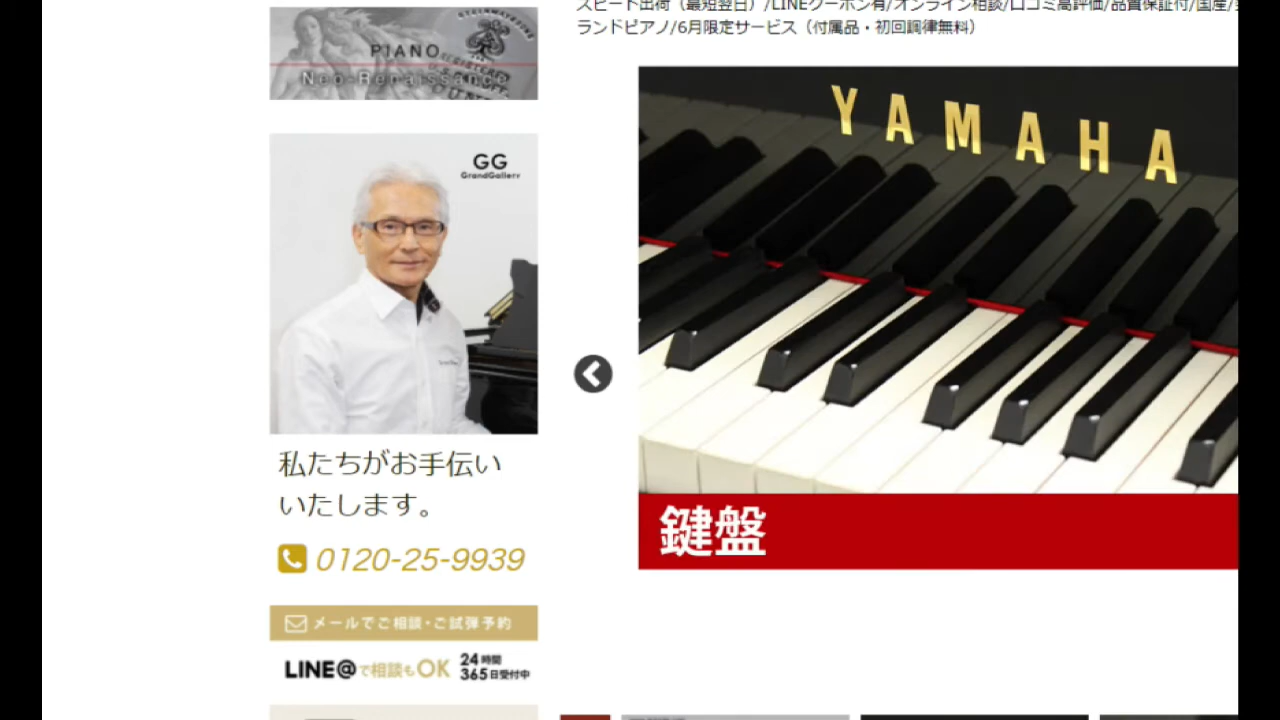 スピード出荷（最短翌日）/LINEクーポン有/オンライン相談/口コミ高評価/品質保証付/国産/
ランドピアノ/6月限定サービス（付属品・初回調律無料）
PIANO
Neo-Renaissance
GG
GrandGallery
YAMAHA
鍵盤
私たちがお手伝い
いたします。
0120-25-9939
メールでご相談・ご試弾予約
LINE@で相談もOK 24時間
365日受付中